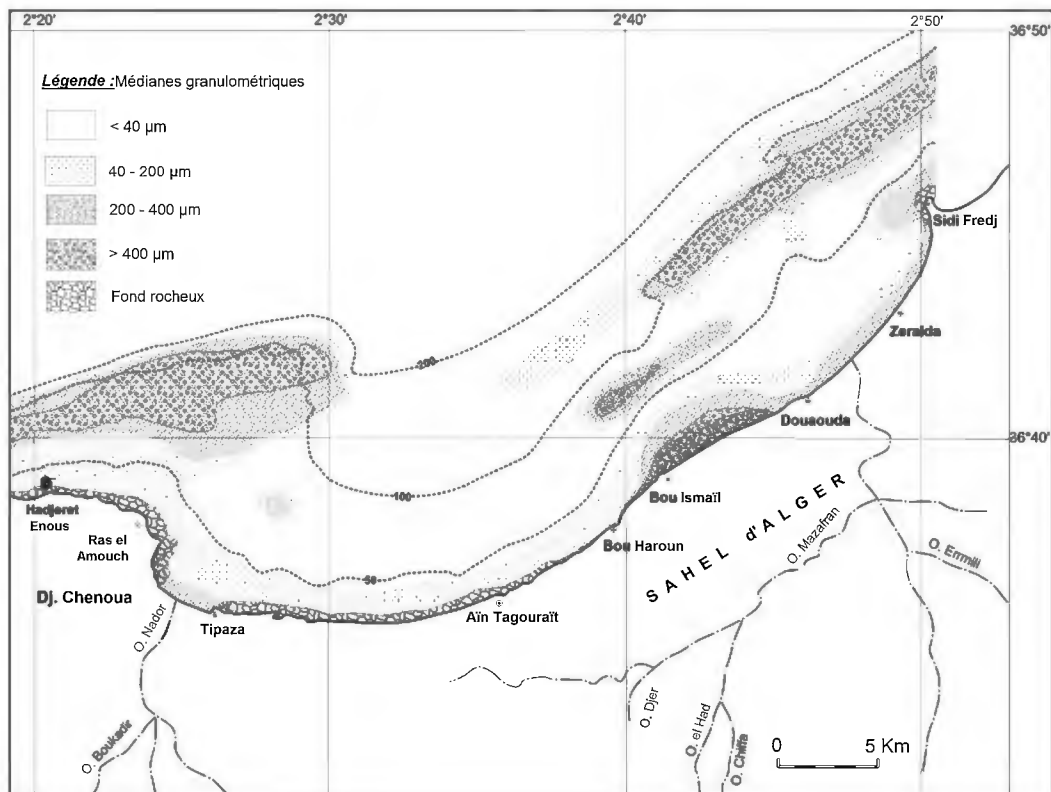 2°20'
2°30'
2°40'
2°50'
36°50'
Légende : Médianes granulométriques
< 40 µm
40 - 200 µm
200 - 400 µm
> 400 µm
Fond rocheux
Sidi Fredj
Zeralda
200
Douaouda
36°40'
100
Hadjeret
Enous
Bou Ismaïl
Ras el
Amouch
Bou Haroun
SAHEL d'ALGER
O. Mazafran
O. Ermili
50
Dj. Chenoua
O. Nador
Tipaza
Aïn Tagouraït
O. Djer
O. el Had
O. Chiffa
O. Boukadir
0 5 Km